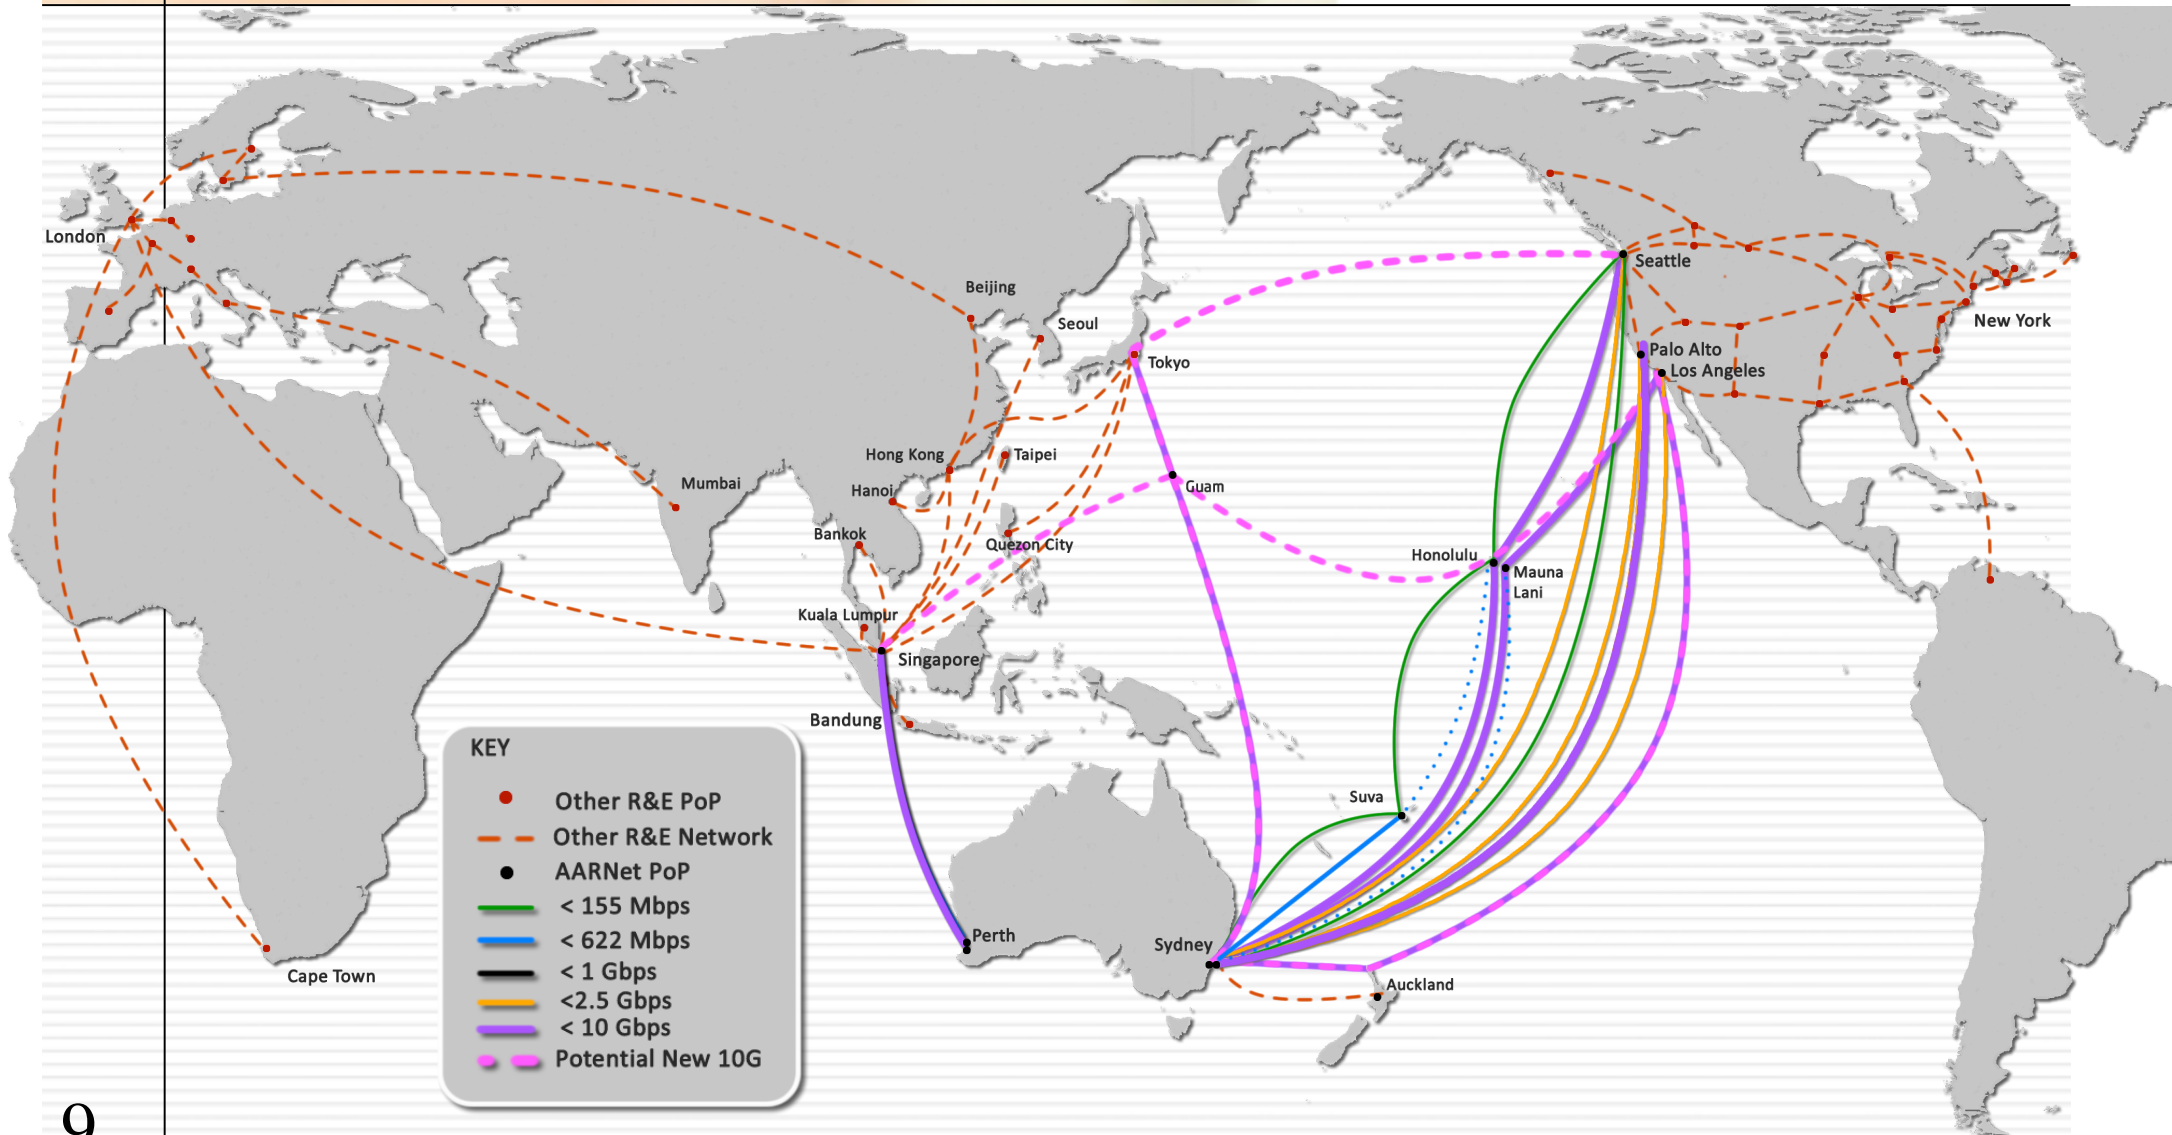 London
Beijing
Seoul
Tokyo
Seattle
New York
Palo Alto
Los Angeles
Hong Kong
Taipei
Mumbai
Hanoi
Guam
Bankok
Quezon City
Honolulu
Mauna
Lani
Kuala Lumpur
Singapore
Bandung
Suva
Perth
Sydney
Auckland
Cape Town
KEY
Other R&E PoP
Other R&E Network
AARNet PoP
< 155 Mbps
< 622 Mbps
< 1 Gbps
<2.5 Gbps
< 10 Gbps
Potential New 10G
9